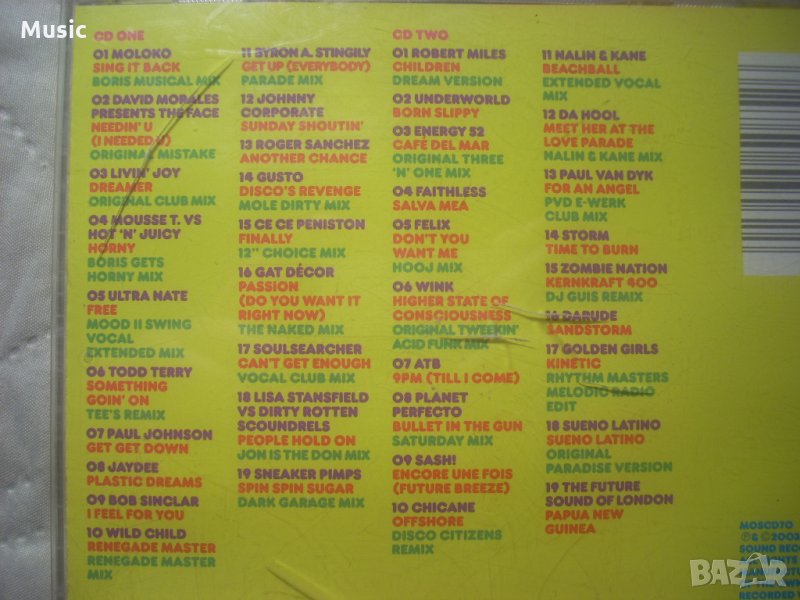 Music
CD ONE
01 MOLOKO
SING IT BACK
BORIS MUSICAL MIX
02 DAVID MORALES
PRESENTS THE FACE
NEEDIN' U
(I NEEDED U)
ORIGINAL MISTAKE
03 LIVIN' JOY
DREAMER
ORIGINAL CLUB MIX
04 MOUSSE T. VS
HOT 'N' JUICY
HORNY
BORIS GETS
HORNY MIX
05 ULTRA NATE
FREE
MOOD II SWING
VOCAL
EXTENDED MIX
06 TODD TERRY
SOMETHING
GOIN' ON
TEE'S REMIX
07 PAUL JOHNSON
GET GET DOWN
08 JAYDEE
PLASTIC DREAMS
09 BOB SINCLAR
I FEEL FOR YOU
10 WILD CHILD
RENEGADE MASTER
RENEGADE MASTER
MIX
11 BYRON A. STINGILY
GET UP (EVERYBODY)
PARADE MIX
12 JOHNNY
CORPORATE
SUNDAY SHOUTIN'
13 ROGER SANCHEZ
ANOTHER CHANCE
14 GUSTO
DISCO'S REVENGE
MOLE DIRTY MIX
15 CE CE PENISTON
FINALLY
12" CHOICE MIX
16 GAT DÉCOR
PASSION
(DO YOU WANT IT
RIGHT NOW)
THE NAKED MIX
17 SOULSEARCHER
CAN'T GET ENOUGH
VOCAL CLUB MIX
18 LISA STANSFIELD
VS DIRTY ROTTEN
SCOUNDRELS
PEOPLE HOLD ON
JON IS THE DON MIX
19 SNEAKER PIMPS
SPIN SPIN SUGAR
DARK GARAGE MIX
CD TWO
01 ROBERT MILES
CHILDREN
DREAM VERSION
02 UNDERWORLD
BORN SLIPPY
03 ENERGY 52
CAFÉ DEL MAR
ORIGINAL THREE
'N' ONE MIX
04 FAITHLESS
SALVA MEA
05 FELIX
DON'T YOU
WANT ME
HOOJ MIX
06 WINK
HIGHER STATE OF
CONSCIOUSNESS
ORIGINAL TWEEKIN'
ACID FUNK MIX
07 ATB
9PM (TILL I COME)
08 PLANET
PERFECTO
BULLET IN THE GUN
SATURDAY MIX
09 SASH!
ENCORE UNE FOIS
(FUTURE BREEZE)
10 CHICANE
OFFSHORE
DISCO CITIZENS
REMIX
11 NALIN & KANE
BEACHBALL
EXTENDED VOCAL
MIX
12 DA HOOL
MEET HER AT THE
LOVE PARADE
NALIN & KANE MIX
13 PAUL VAN DYK
FOR AN ANGEL
PVD E-WERK
CLUB MIX
14 STORM
TIME TO BURN
15 ZOMBIE NATION
KERNKRAFT 400
DJ GUIS REMIX
16 DARUDE
SANDSTORM
17 GOLDEN GIRLS
KINETIC
RHYTHM MASTERS
MELODIC RADIO
EDIT
18 SUENO LATINO
SUENO LATINO
ORIGINAL
PARADISE VERSION
19 THE FUTURE
SOUND OF LONDON
PAPUA NEW
GUINEA
MOSCD70
℗ & © 2003
SOUND REC
RECORDED
BAZAR